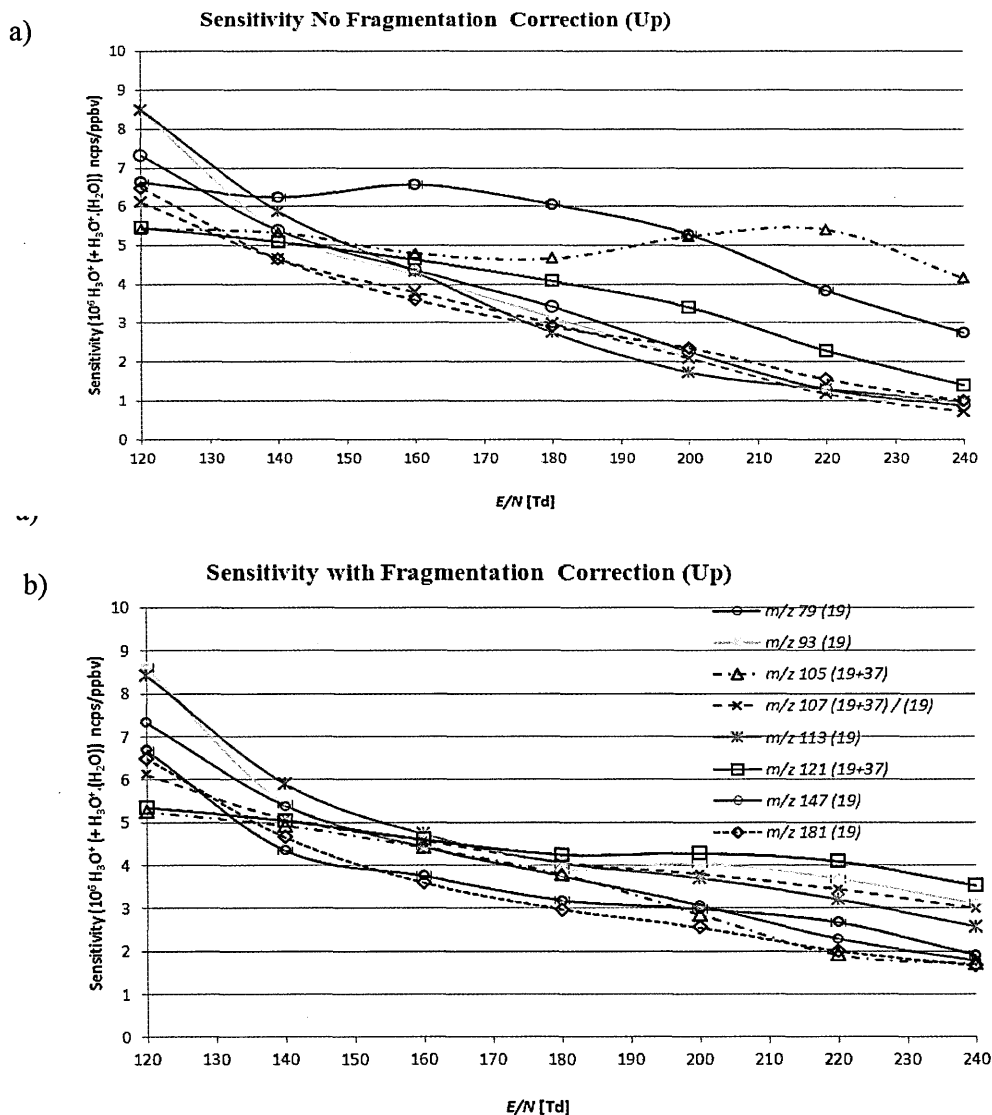 a)
Sensitivity No Fragmentation Correction (Up)
Sensitivity (10⁶ H₃O⁺ (+ H₃O⁺.(H₂O)) ncps/ppbv
10
9
8
7
6
5
4
3
2
1
0
120 130 140 150 160 170 180 190 200 210 220 230 240
E/N [Td]
b)
Sensitivity with Fragmentation Correction (Up)
Sensitivity (10⁶ H₃O⁺ (+ H₃O⁺.(H₂O)) ncps/ppbv
10
9
8
7
6
5
4
3
2
1
0
m/z 79 (19)
m/z 93 (19)
m/z 105 (19+37)
m/z 107 (19+37) / (19)
m/z 113 (19)
m/z 121 (19+37)
m/z 147 (19)
m/z 181 (19)
120 130 140 150 160 170 180 190 200 210 220 230 240
E/N [Td]